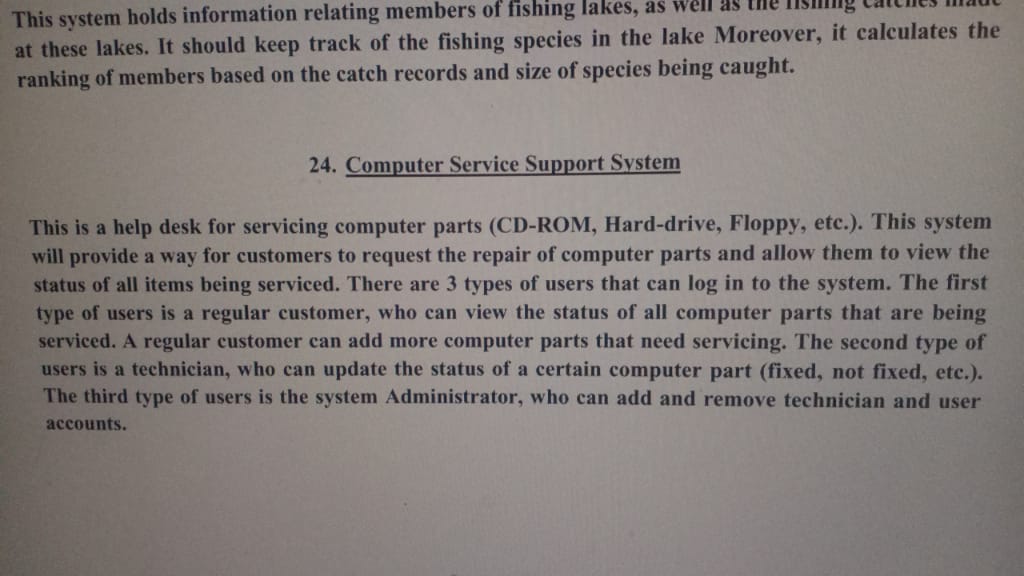 This system holds information relating members of fishing lakes, as well as the fishing catches made
at these lakes. It should keep track of the fishing species in the lake Moreover, it calculates the
ranking of members based on the catch records and size of species being caught.
24. Computer Service Support System
This is a help desk for servicing computer parts (CD-ROM, Hard-drive, Floppy, etc.). This system
will provide a way for customers to request the repair of computer parts and allow them to view the
status of all items being serviced. There are 3 types of users that can log in to the system. The first
type of users is a regular customer, who can view the status of all computer parts that are being
serviced. A regular customer can add more computer parts that need servicing. The second type of
users is a technician, who can update the status of a certain computer part (fixed, not fixed, etc.).
The third type of users is the system Administrator, who can add and remove technician and user
accounts.